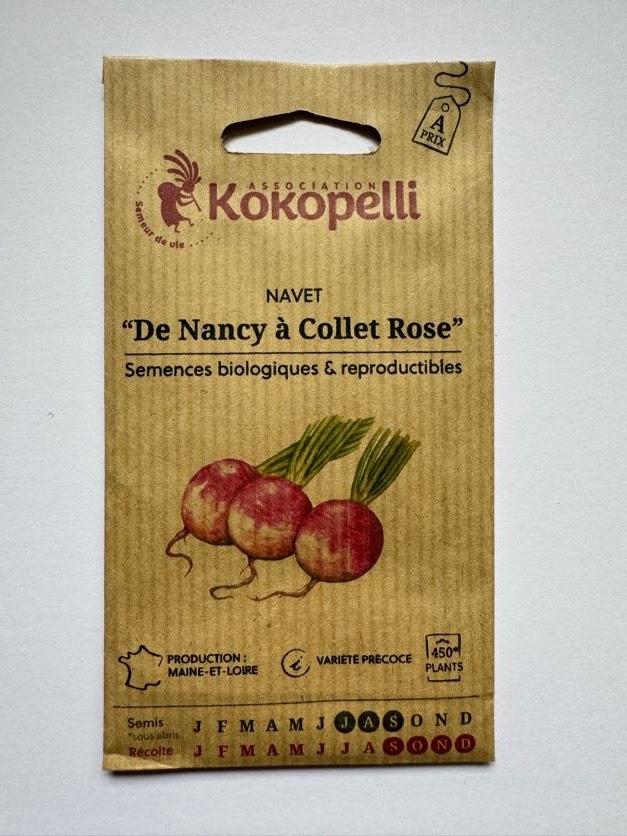 A
PRIX
ASSOCIATION
Kokopelli
Semeur de vie
NAVET
“De Nancy à Collet Rose”
Semences biologiques & reproductibles
PRODUCTION :
MAINE-ET-LOIRE
i
VARIÉTÉ PRÉCOCE
450*
PLANTS
Semis J F M A M J J A S O N D
*sous abris
Récolte J F M A M J J A S O N D